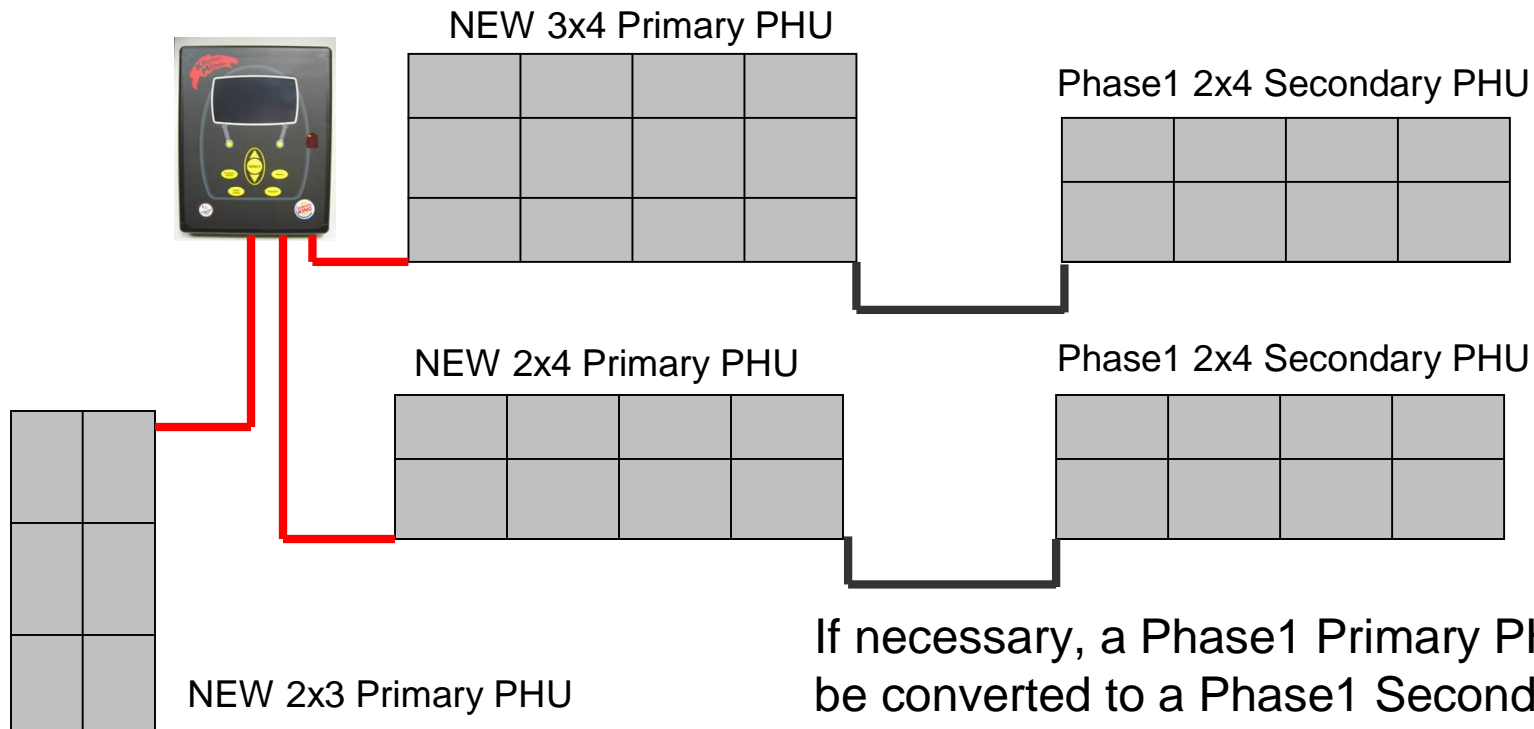 NEW 3x4 Primary PHU
Phase1 2x4 Secondary PHU
NEW 2x4 Primary PHU
Phase1 2x4 Secondary PHU
If necessary, a Phase1 Primary
be converted to a Phase1
NEW 2x3 Primary PHU